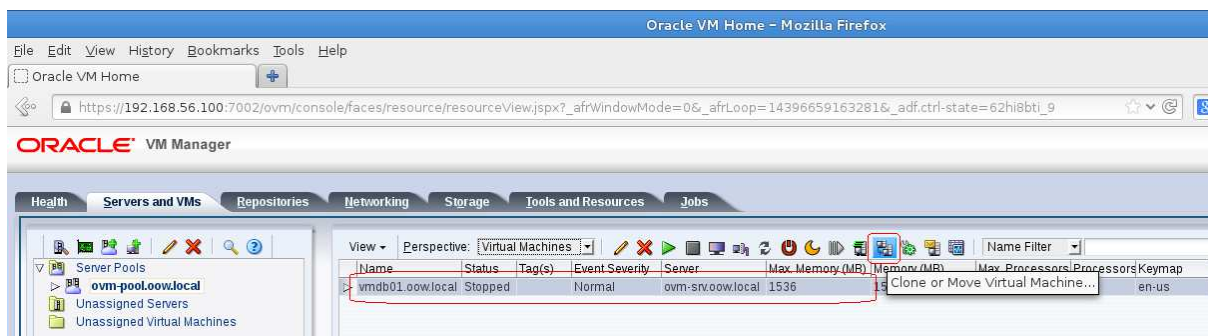 Oracle VM Home - Mozilla Firefox
File Edit View History Bookmarks Tools Help
Oracle VM Home
https://192.168.56.100:7002/ovm/console/faces/resource/resourceView.jspx?_afrWindowMode=0&_afrLoop=143966591632816&_adf.ctrl-state=62hi8bti_9
ORACLE VM Manager
Health Servers and VMs Repositories Networking Storage Tools and Resources Jobs
View Perspective: Virtual Machines Name Filter
Server Pools
ovm-pool.oow.local
Unassigned Servers
Unassigned Virtual Machines
Name Status Tag(s) Event Severity Server Max. Memory (MB) Memory (MB) Max. Processors Processors Keymap
vmdb01.oow.local Stopped Normal ovm-srv.oow.local 1536 en-us
Clone or Move Virtual Machine...